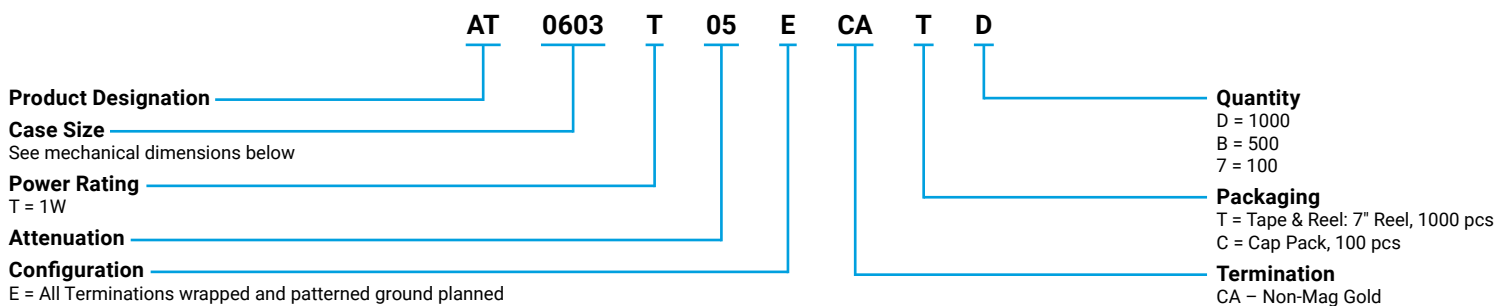 AT 0603 T 05 E CA T D
Product Designation
Case Size
See mechanical dimensions below
Power Rating
T = 1W
Attenuation
Configuration
E = All Terminations wrapped and patterned ground planned
Quantity
D = 1000
B = 500
7 = 100
Packaging
T = Tape & Reel: 7" Reel, 1000 pcs
C = Cap Pack, 100 pcs
Termination
CA – Non-Mag Gold